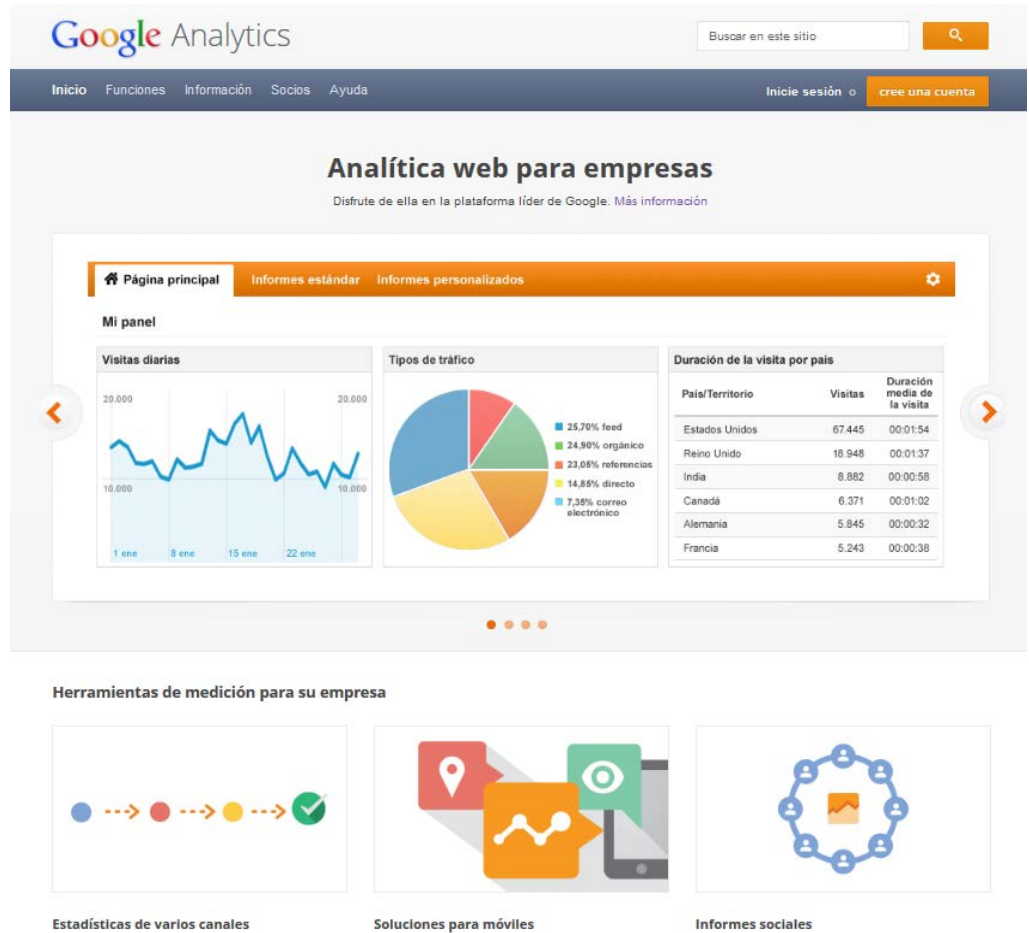 Google Analytics
Buscar en este sitio
Inicio Funciones Información Socios Ayuda
Inicie sesión o cree una cuenta
Analítica web para empresas
Disfrute de ella en la plataforma líder de Google. Más información
Página principal Informes estándar Informes personalizados
Mi panel
Visitas diarias
20.000 20.000
10.000 10.000
1 ene 8 ene 15 ene 22 ene
Tipos de tráfico
25,70% feed
24,90% orgánico
23,05% referencias
14,85% directo
7,35% correo
electrónico
Duración de la visita por país
País/Territorio Visitas Duración
media de
la visita
Estados Unidos 67.445 00:01:54
Reino Unido 18.948 00:01:37
India 8.882 00:00:58
Canadá 6.371 00:01:02
Alemania 5.845 00:00:32
Francia 5.243 00:00:38
Herramientas de medición para su empresa
Estadísticas de varios canales
Soluciones para móviles
Informes sociales